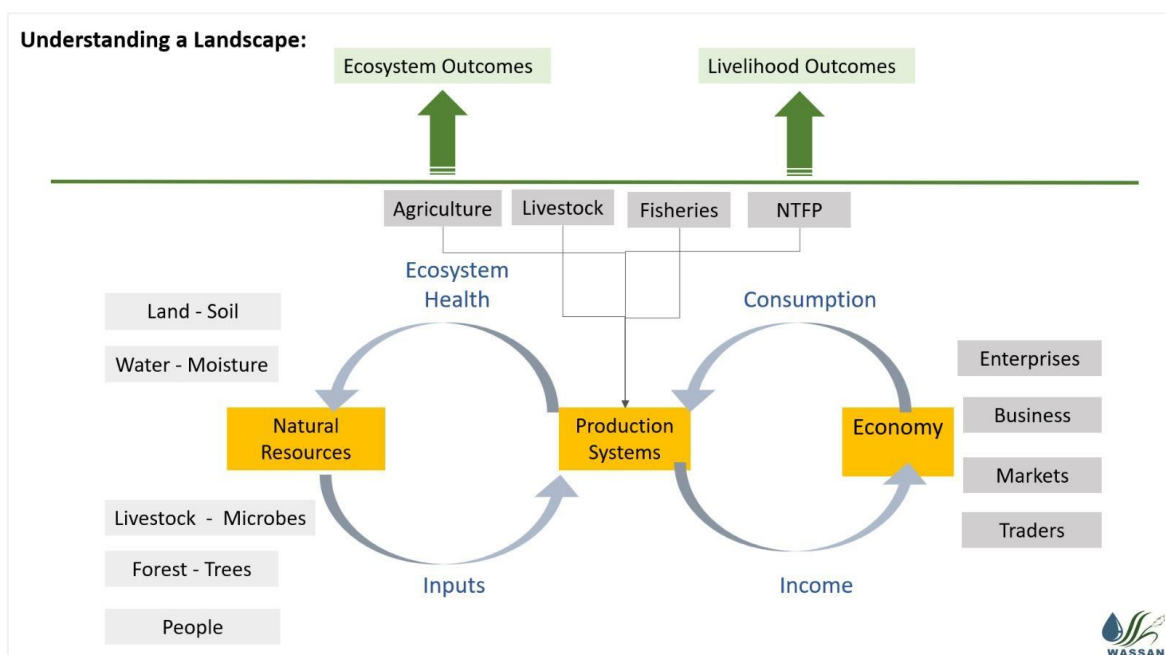 Understanding a Landscape:
Ecosystem Outcomes
Livelihood Outcomes
Agriculture
Livestock
Fisheries
NTFP
Ecosystem
Health
Consumption
Land - Soil
Water - Moisture
Enterprises
Business
Natural
Resources
Production
Systems
Economy
Markets
Livestock - Microbes
Traders
Forest - Trees
Inputs
Income
People
WASSAN